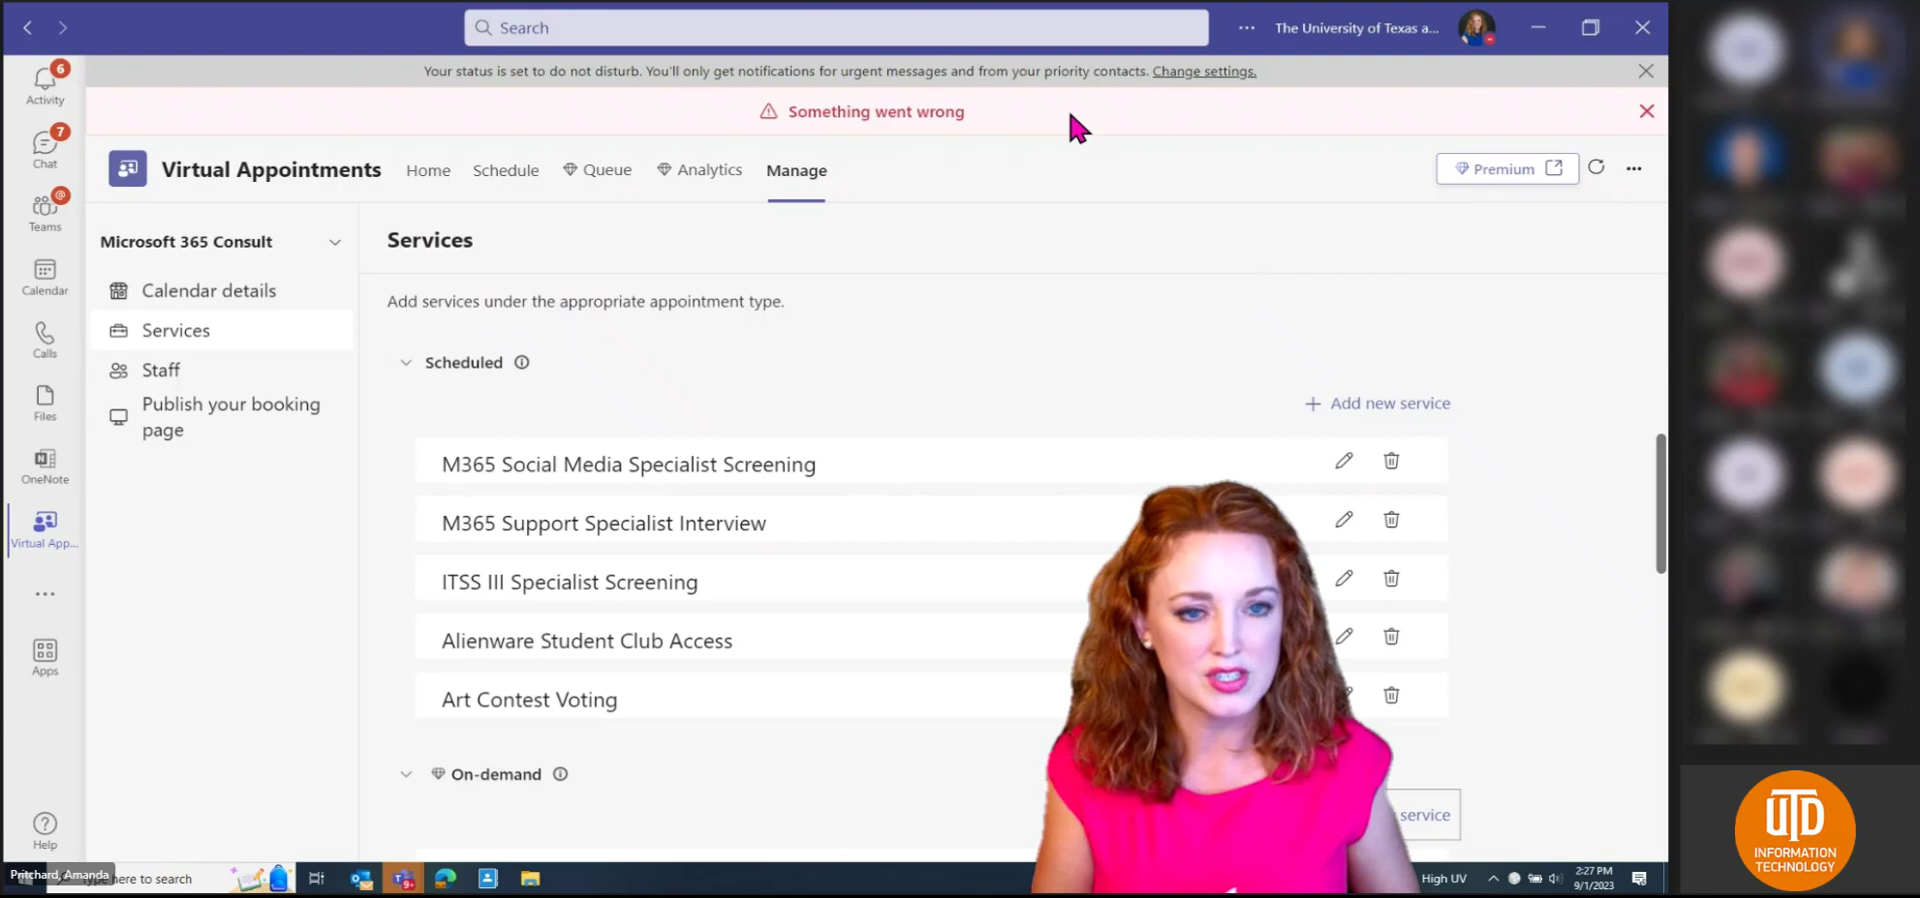 Search
The University of Texas a...
Your status is set to do not disturb. You'll only get notifications for urgent messages and from your priority contacts. Change settings.
Something went wrong
6
Activity
7
Chat
@
Teams
Calendar
Calls
Files
OneNote
Virtual App...
Apps
Help
Virtual Appointments
Home
Schedule
Queue
Analytics
Manage
Premium
Microsoft 365 Consult
Calendar details
Services
Staff
Publish your booking
page
Services
Add services under the appropriate appointment type.
Scheduled
Add new service
M365 Social Media Specialist Screening
M365 Support Specialist Interview
ITSS III Specialist Screening
Alienware Student Club Access
Art Contest Voting
On-demand
service
Pritchard, Amanda
here to search
9+
High UV
2:27 PM
9/1/2023
UTD
INFORMATION
TECHNOLOGY